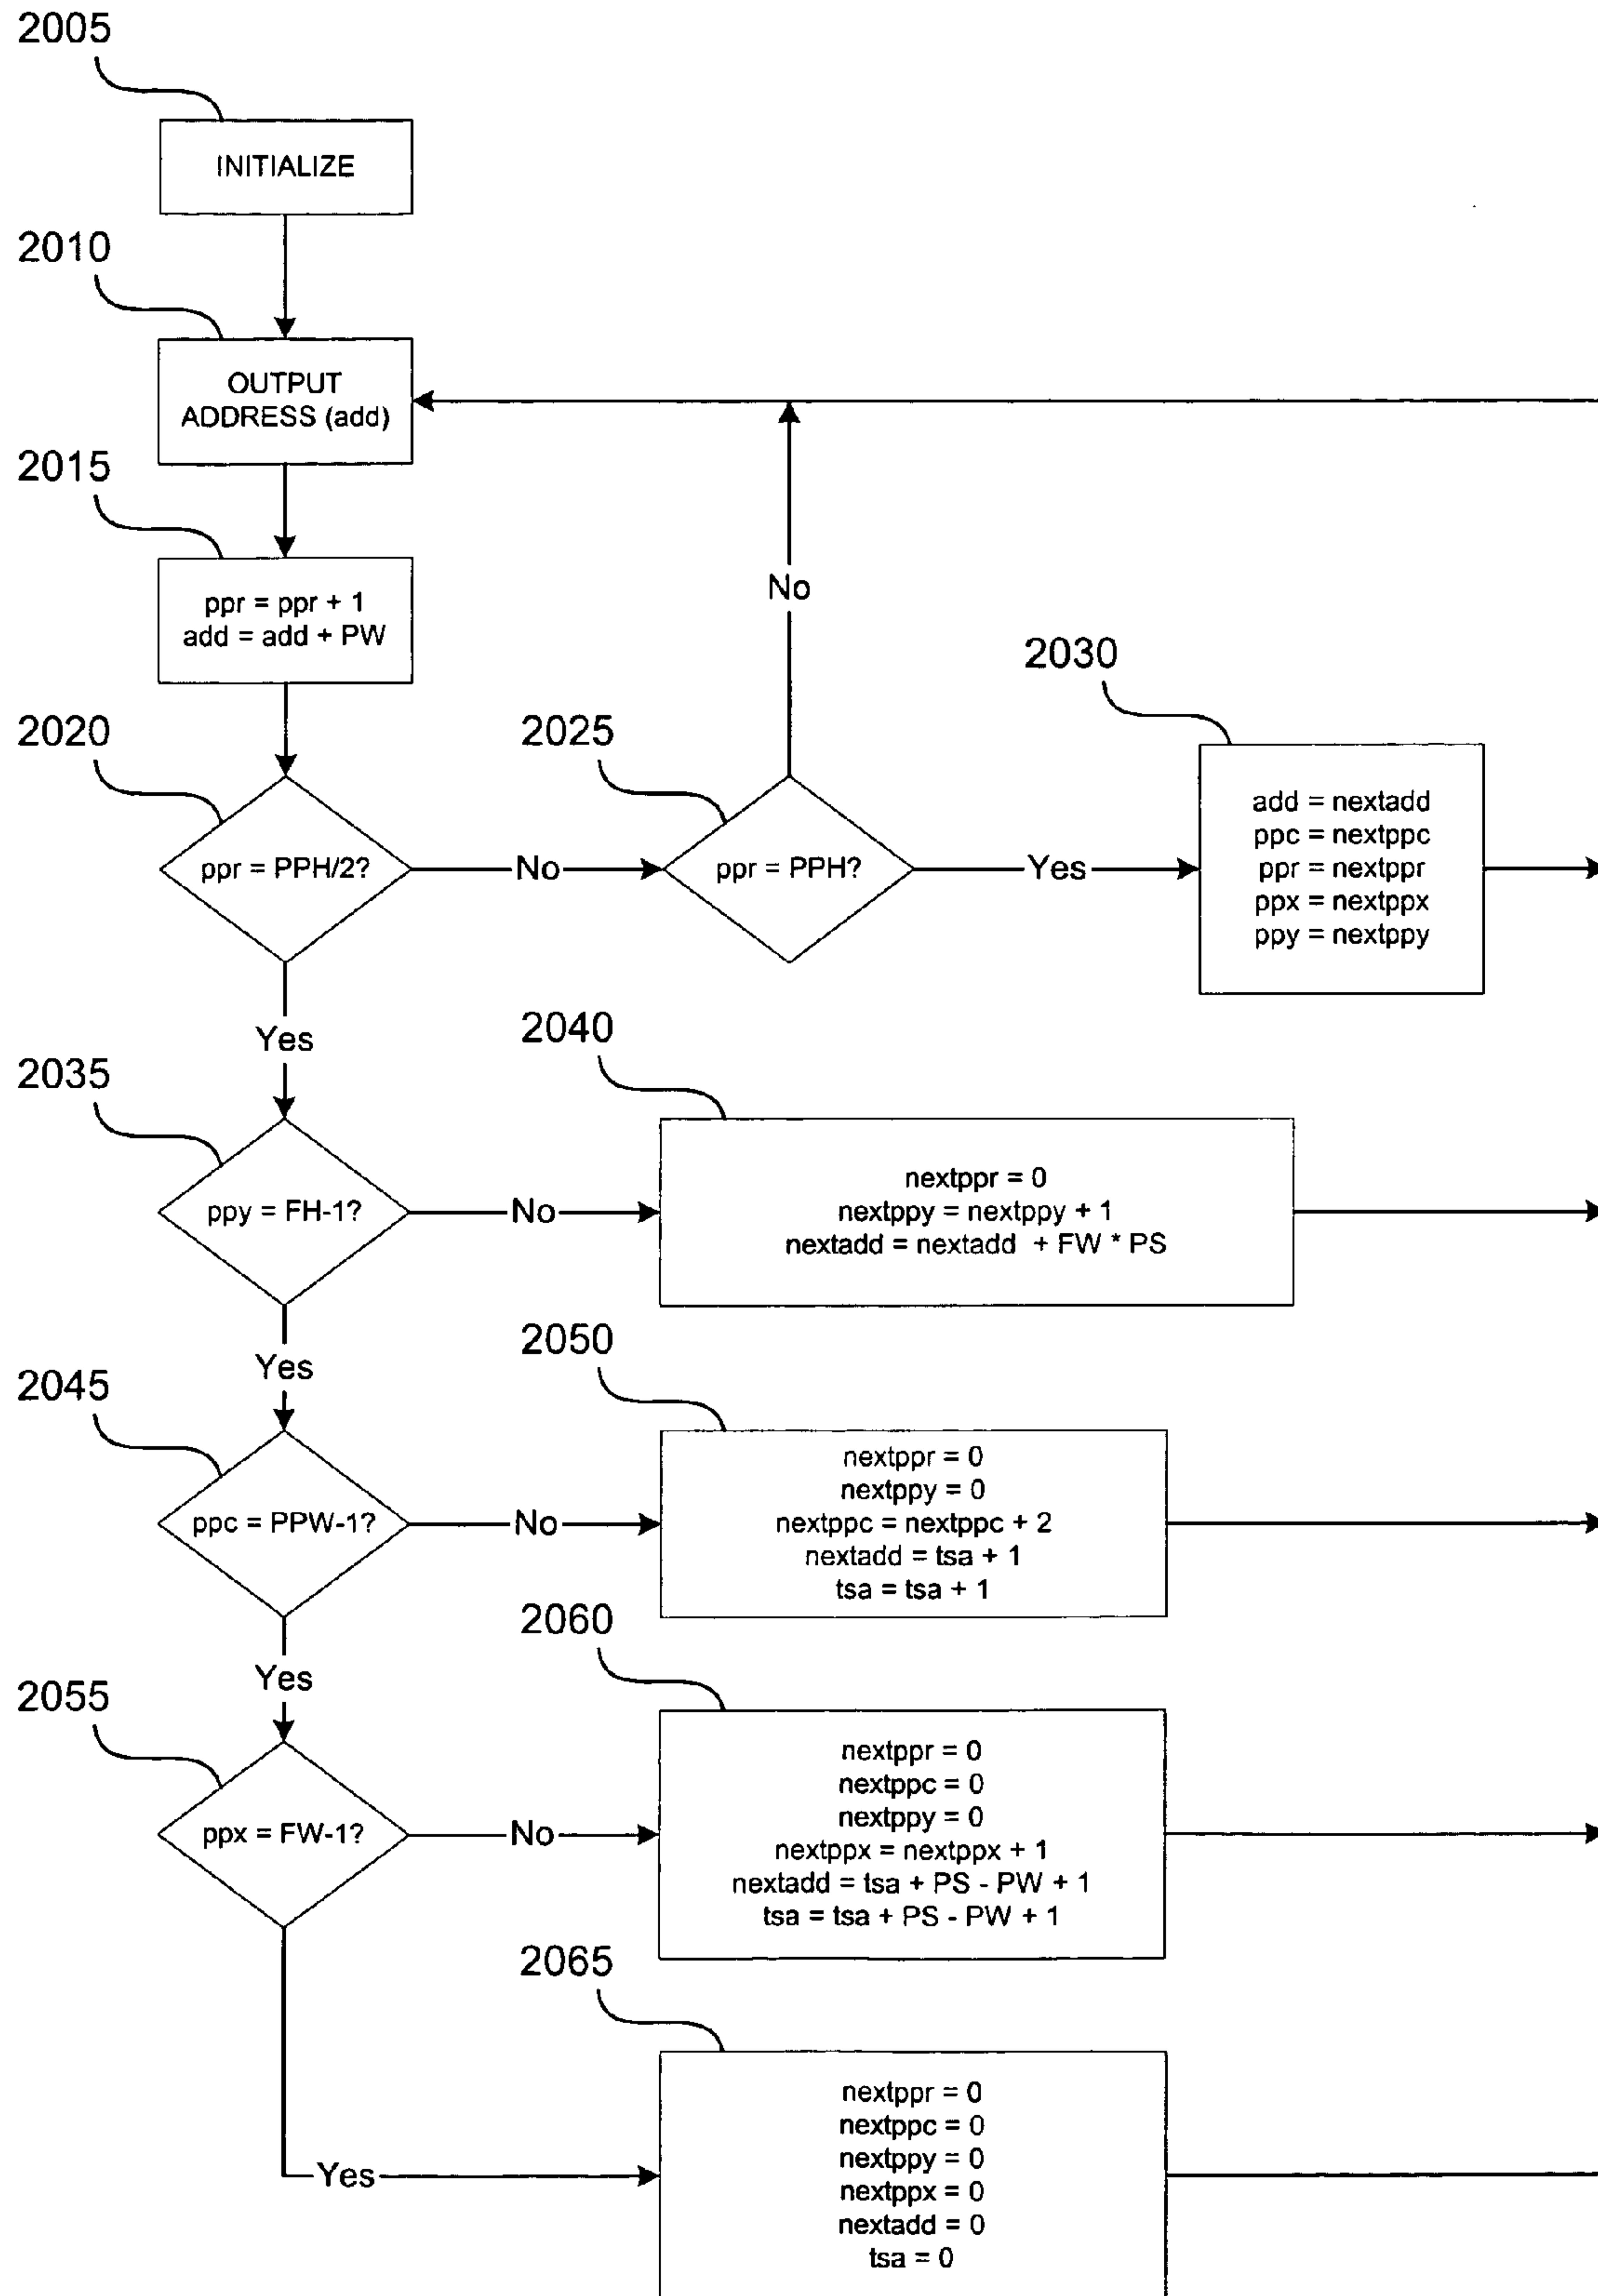 2005
INITIALIZE
2010
OUTPUT
ADDRESS (add)
2015
ppr = ppr + 1
add = add + PW
No
2030
2020
2025
ppr = PPH/2?
No
ppr = PPH?
Yes
add = nextadd
ppc = nextppc
ppr = nextppr
ppx = nextppx
ppy = nextppy
Yes
2040
2035
ppy = FH-1?
No
nextppr = 0
nextppy = nextppy + 1
nextadd = nextadd + FW * PS
Yes
2050
2045
ppc = PPW-1?
No
nextppr = 0
nextppy = 0
nextppc = nextppc + 2
nextadd = tsa + 1
tsa = tsa + 1
Yes
2060
2055
ppx = FW-1?
No
nextppr = 0
nextppc = 0
nextppy = 0
nextppx = nextppx + 1
nextadd = tsa + PS - PW + 1
tsa = tsa + PS - PW + 1
2065
Yes
nextppr = 0
nextppc = 0
nextppy = 0
nextppx = 0
nextadd = 0
tsa = 0